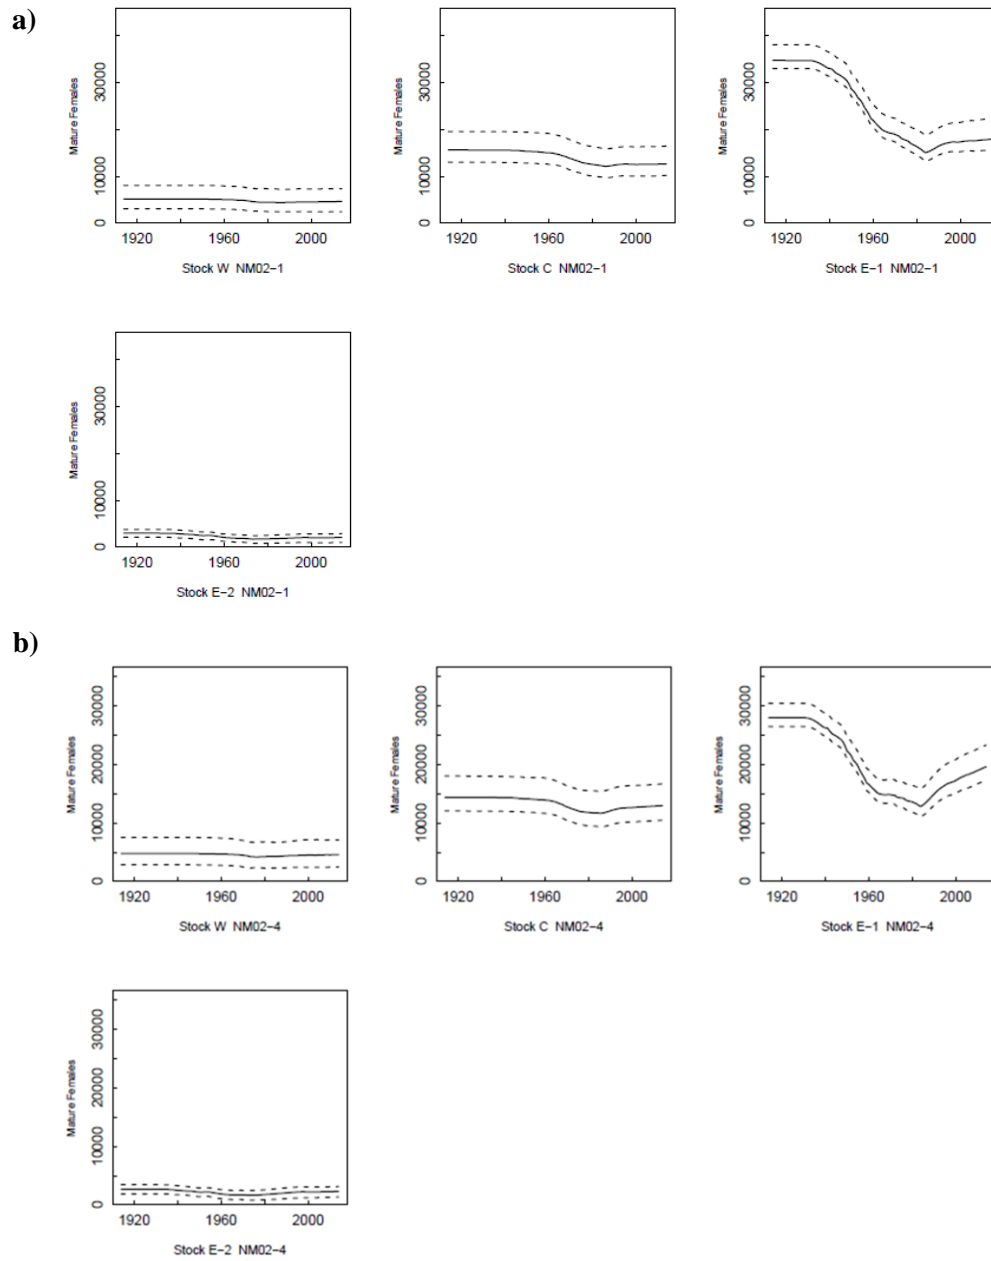 a)
Mature Females
10000 30000
0
1920 1960 2000
Stock W NM02-1
Mature Females
10000 30000
0
1920 1960 2000
Stock C NM02-1
Mature Females
10000 30000
0
1920 1960 2000
Stock E-1 NM02-1
Mature Females
10000 30000
0
1920 1960 2000
Stock E-2 NM02-1
b)
Mature Females
0 10000 20000 30000
1920 1960 2000
Stock W NM02-4
Mature Females
0 10000 20000 30000
1920 1960 2000
Stock C NM02-4
Mature Females
0 10000 20000 30000
1920 1960 2000
Stock E-1 NM02-4
Mature Females
0 10000 20000 30000
1920 1960 2000
Stock E-2 NM02-4